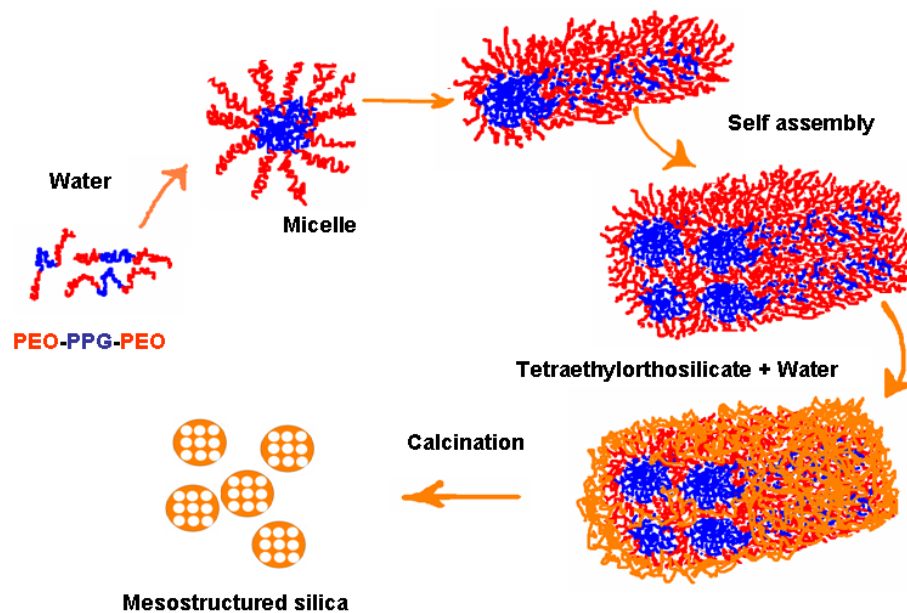 Water
Micelle
Self assembly
PEO-PPG-PEO
Tetraethylorthosilicate + Water
Calcination
Mesostructured silica